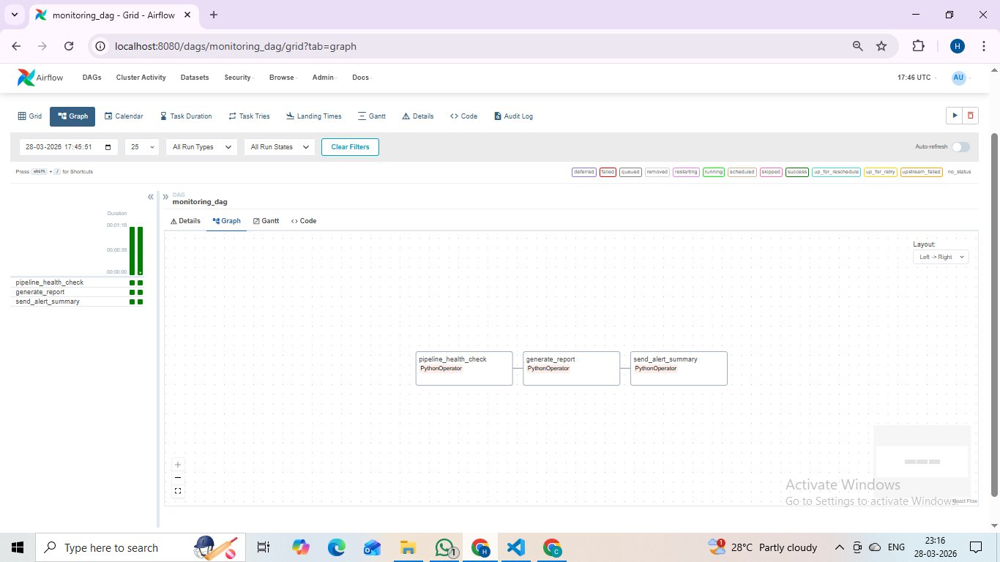 monitoring_dag - Grid - Airflow
localhost:8080/dags/monitoring_dag/grid?tab=graph
H
Airflow DAGs Cluster Activity Datasets Security Browse Admin Docs 17:46 UTC AU
Grid Graph Calendar Task Duration Task Tries Landing Times Gantt Details <> Code Audit Log
28-03-2026 17:45:51 25 All Run Types All Run States Clear Filters Auto-refresh
Press shift + / for Shortcuts deferred failed queued removed restarting running scheduled skipped success up_for_reschedule up_for_retry upstream_failed no_status
DAG
monitoring_dag
Duration
00:01:18
00:00:39
00:00:00
pipeline_health_check
generate_report
send_alert_summary
Details Graph Gantt <> Code
Layout:
Left -> Right
pipeline_health_check
PythonOperator
generate_report
PythonOperator
send_alert_summary
PythonOperator
Activate Windows
Go to Settings to activate Windows.
React Flow
Type here to search
1
H
C
1
28°C Partly cloudy
ENG
23:16
28-03-2026